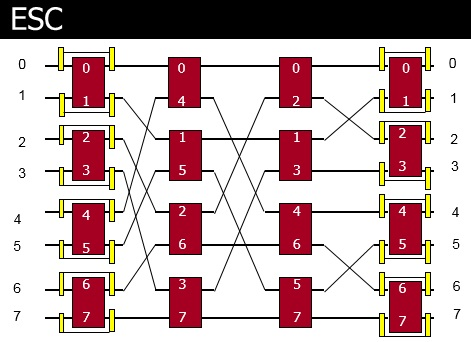 ESC
0 0 0 0 0 0
1 1 4 2 1 1
2 2 1 1 2 2
3 3 5 3 3 3
4 4 2 4 4 4
5 5 6 6 5 5
6 6 3 5 6 6
7 7 7 7 7 7